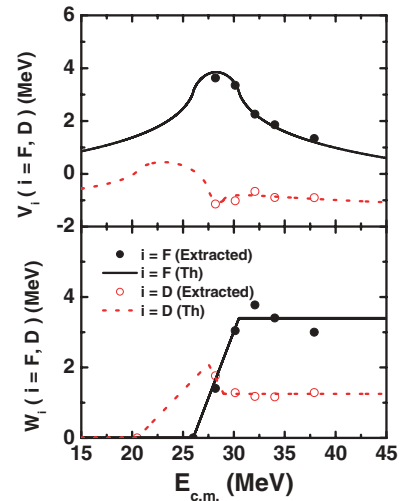 V_i ( i = F, D ) (MeV)
6
4
2
0
-2
W_i ( i = F, D ) (MeV)
6
4
2
0
i = F (Extracted)
i = F (Th)
i = D (Extracted)
i = D (Th)
15 20 25 30 35 40 45
E_c.m. (MeV)